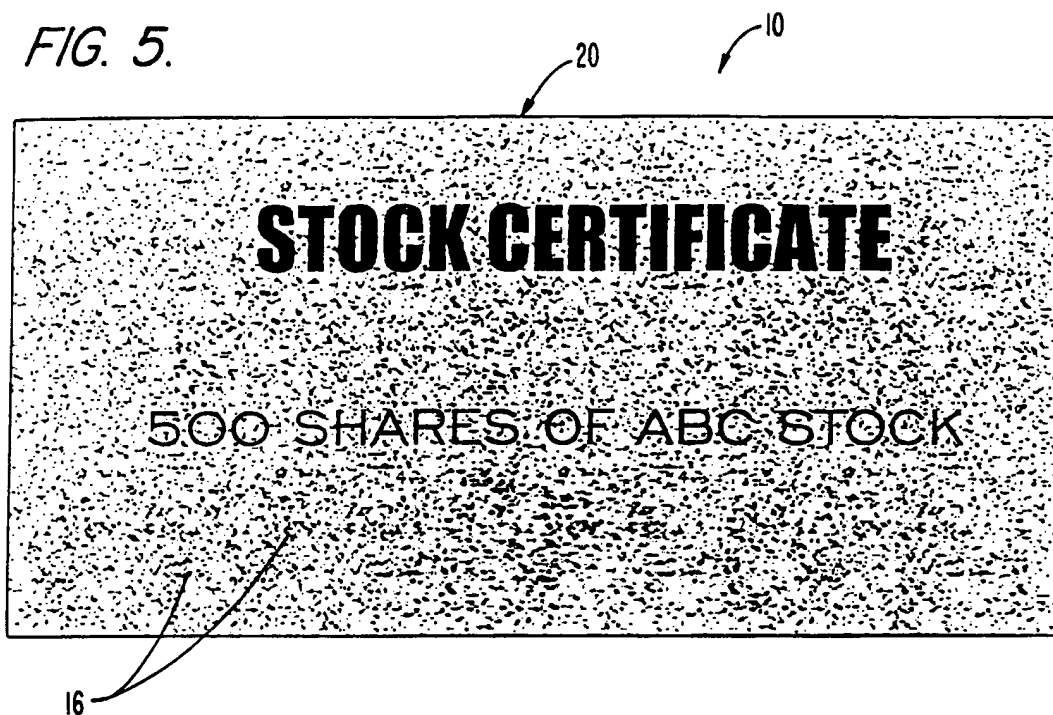 FIG. 5.
10
20
STOCK CERTIFICATE
500 SHARES OF ABC STOCK
16